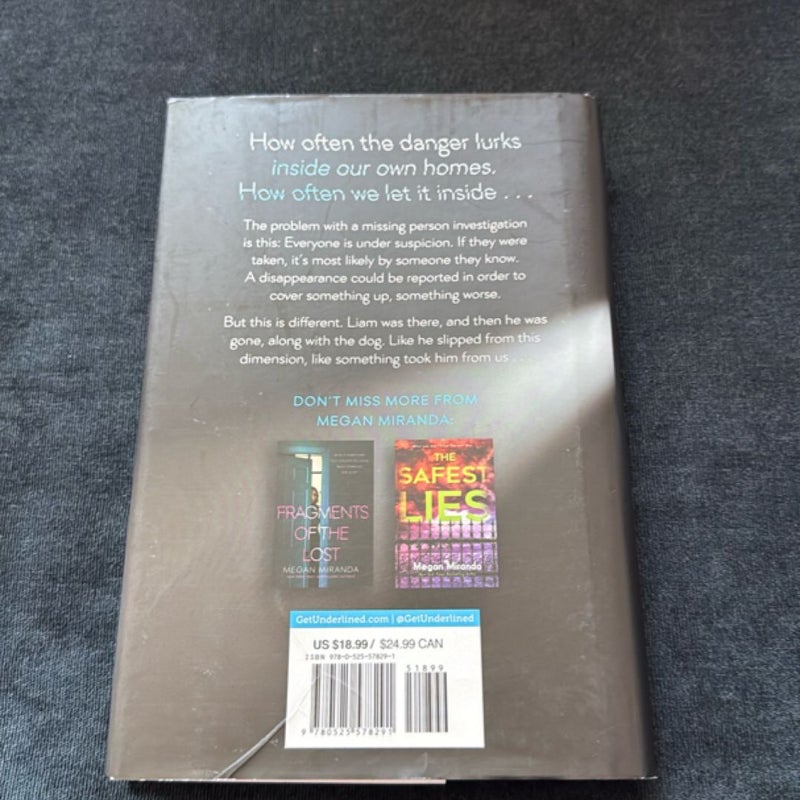 How often the danger lurks
inside our own homes.
How often we let it inside . . .
The problem with a missing person investigation
is this: Everyone is under suspicion. If they were
taken, it's most likely by someone they know.
A disappearance could be reported in order to
cover something up, something worse.
But this is different. Liam was there, and then he was
gone, along with the dog. Like he slipped from this
dimension, like something took him from us . . .
DON'T MISS MORE FROM
MEGAN MIRANDA:
FRAGMENTS
OF THE
LOST
MEGAN MIRANDA
THE
SAFEST
LIES
Megan Miranda
GetUnderlined.com | @GetUnderlined
US $18.99 / $24.99 CAN
ISBN 978-0-525-57829-1
51899
9 780525 578291